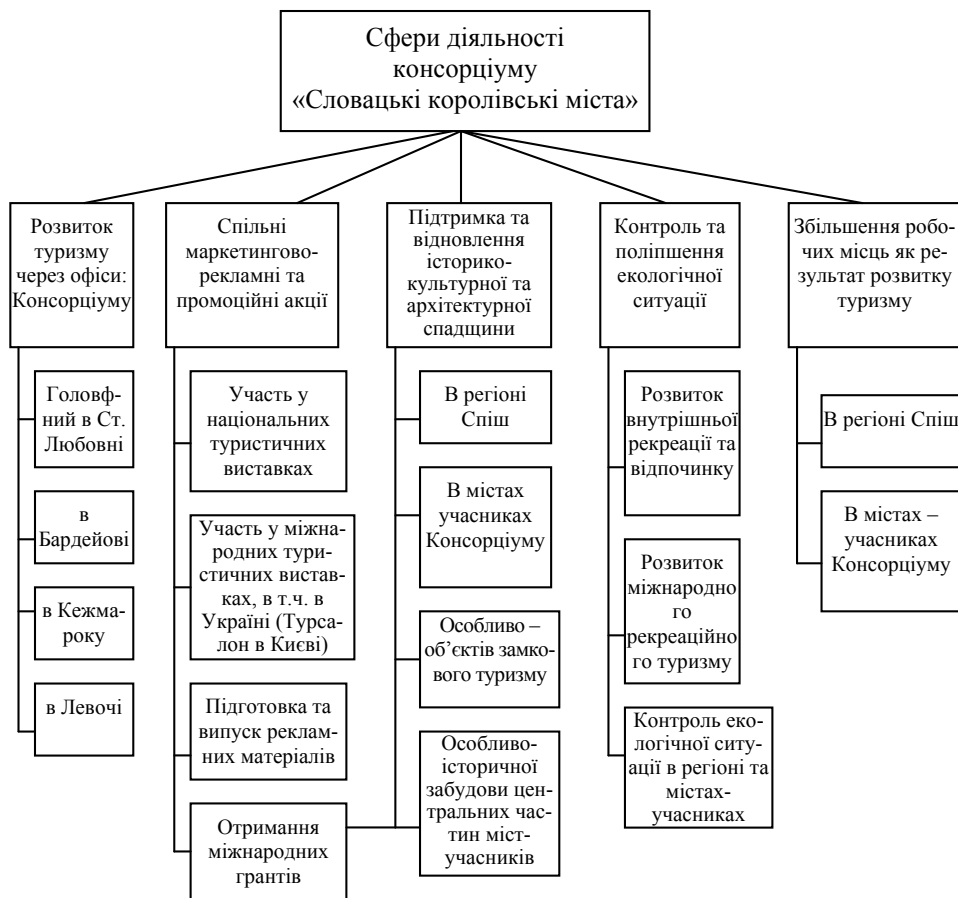 Сфери діяльності
консорціуму
«Словацькі королівські міста»
Розвиток
туризму
через офіси:
Консорціуму
Головф-
ний в Ст.
Любовні
в
Бардейові
в Кежма-
року
в Левочі
Спільні
маркетингово-
рекламні та
промоційні акції
Участь у
національних
туристичних
виставках
Участь у міжна-
родних тури-
стичних вистав-
ках, в т.ч. в
Україні (Турса-
лон в Києві)
Підготовка та
випуск реклам-
них матеріалів
Отримання
міжнародних
грантів
Підтримка та
відновлення
історико-
культурної та
архітектурної
спадщини
В регіоні
Спіш
В містах
учасниках
Консорціуму
Особливо –
об’єктів замко-
вого туризму
Особливо-
історичної
забудови цен-
тральних час-
тин міст-
учасників
Контроль та
поліпшення
екологічної
ситуації
Розвиток
внутрішньої
рекреації та
відпочинку
Розвиток
міжнародно
го
рекреаційно
го туризму
Контроль еко-
логічної ситу-
ації в регіоні та
містах-
учасниках
Збільшення робо-
чих місць як ре-
зультат розвитку
туризму
В регіоні Спіш
В містах –
учасниках
Консорціуму